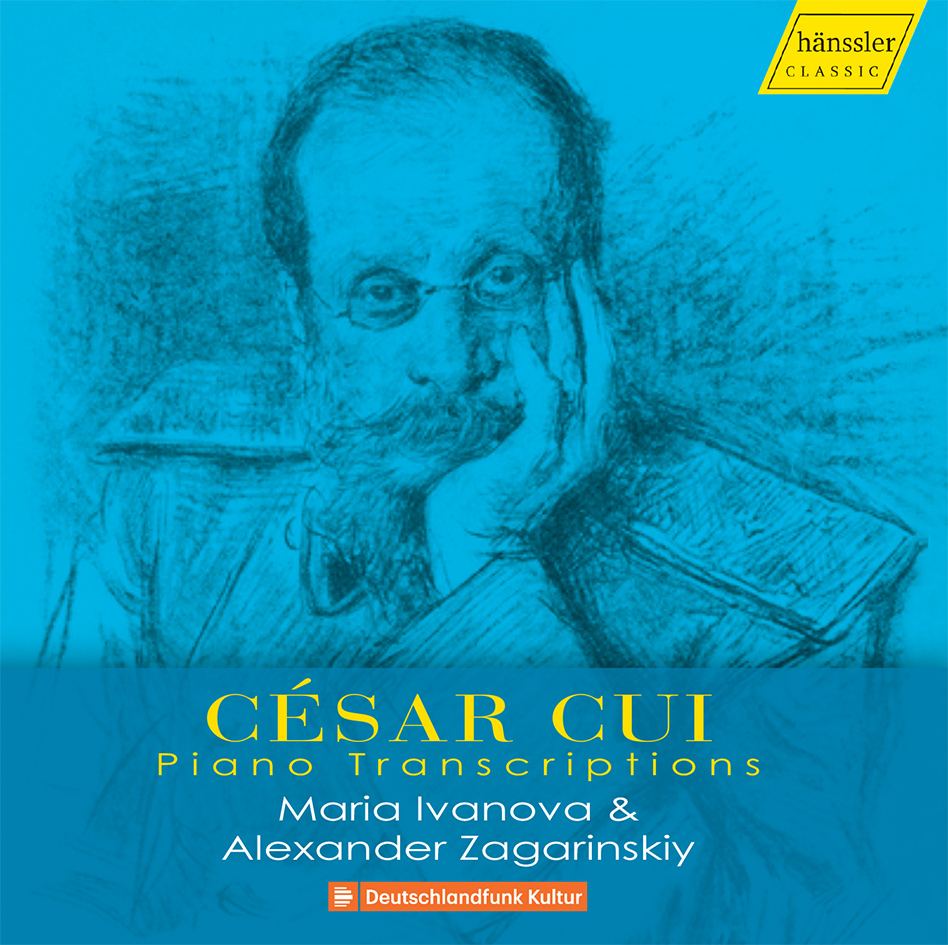 hänssler
CLASSIC
CÉSAR CUI
Piano Transcriptions
Maria Ivanova &
Alexander Zagarinskiy
Deutschlandfunk Kultur